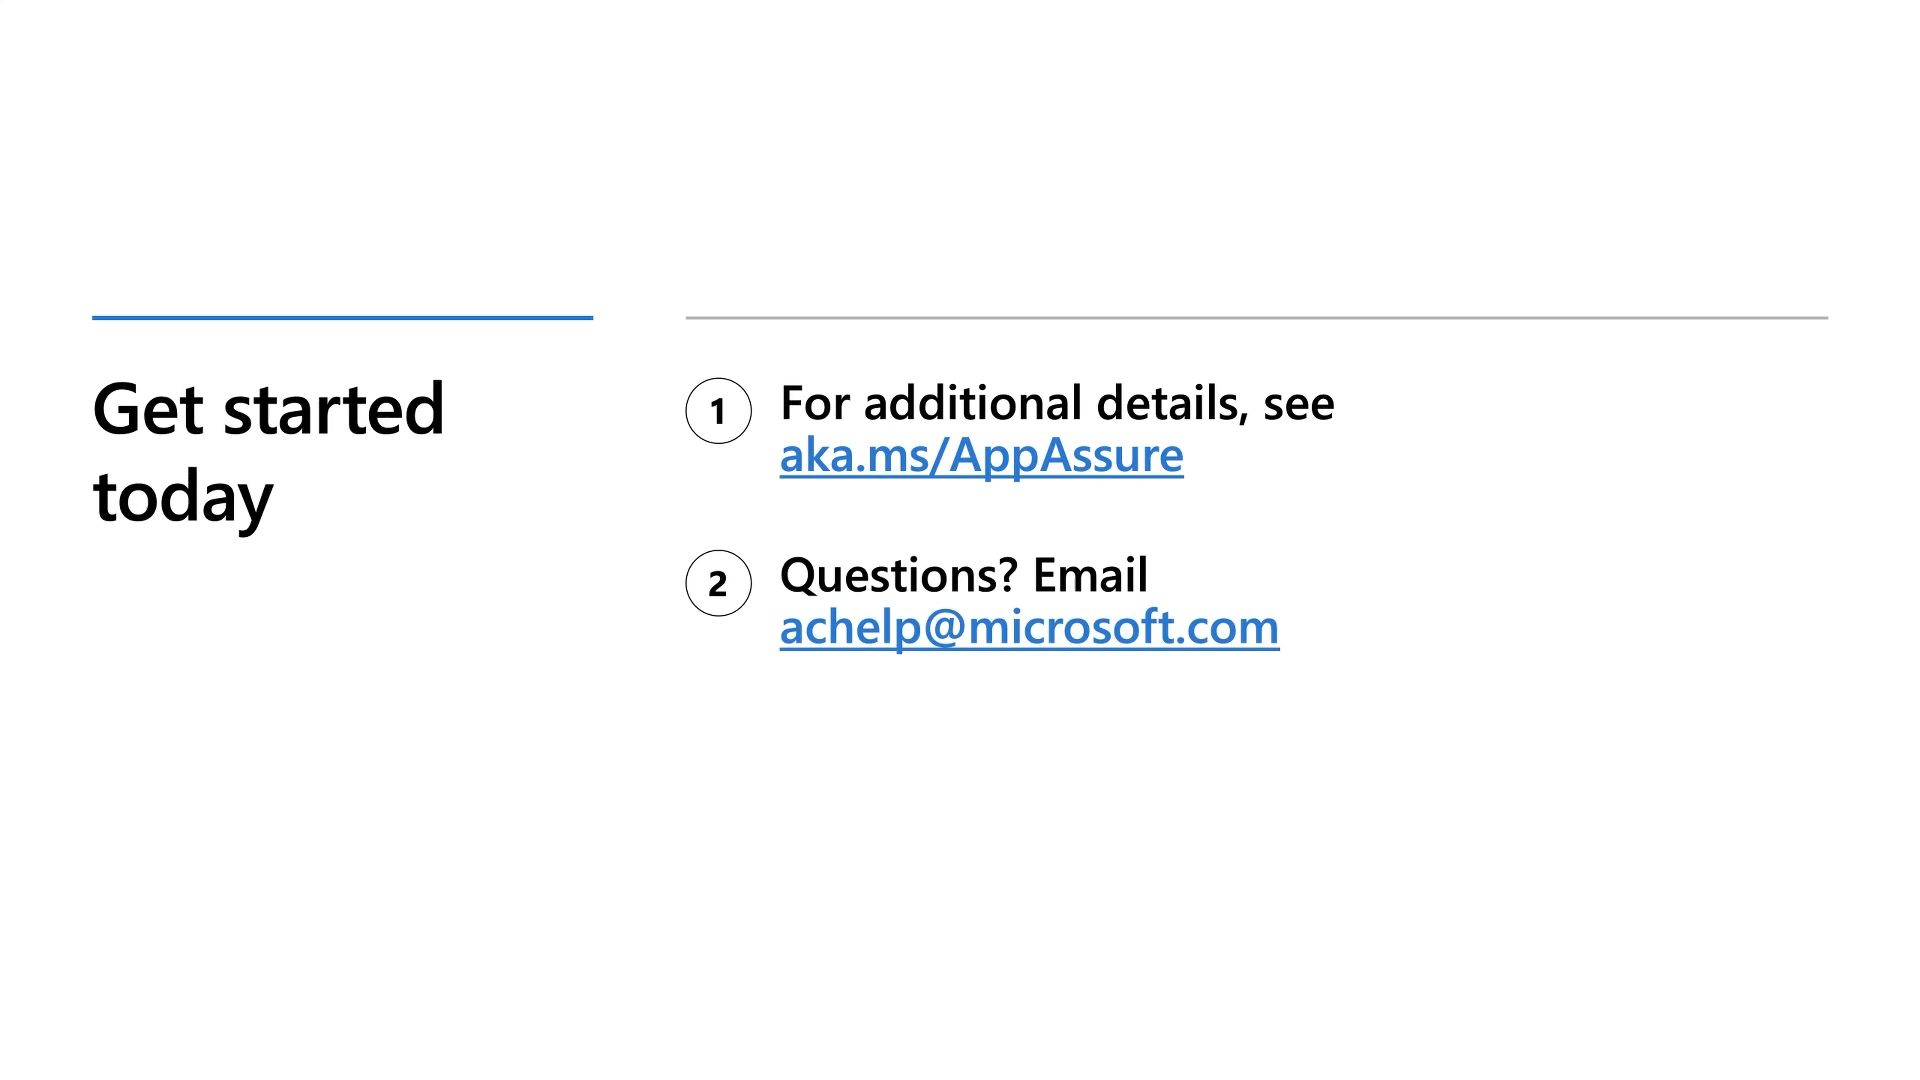 Get started
today
1
For additional details, see
aka.ms/AppAssure
2
Questions? Email
achelp@microsoft.com